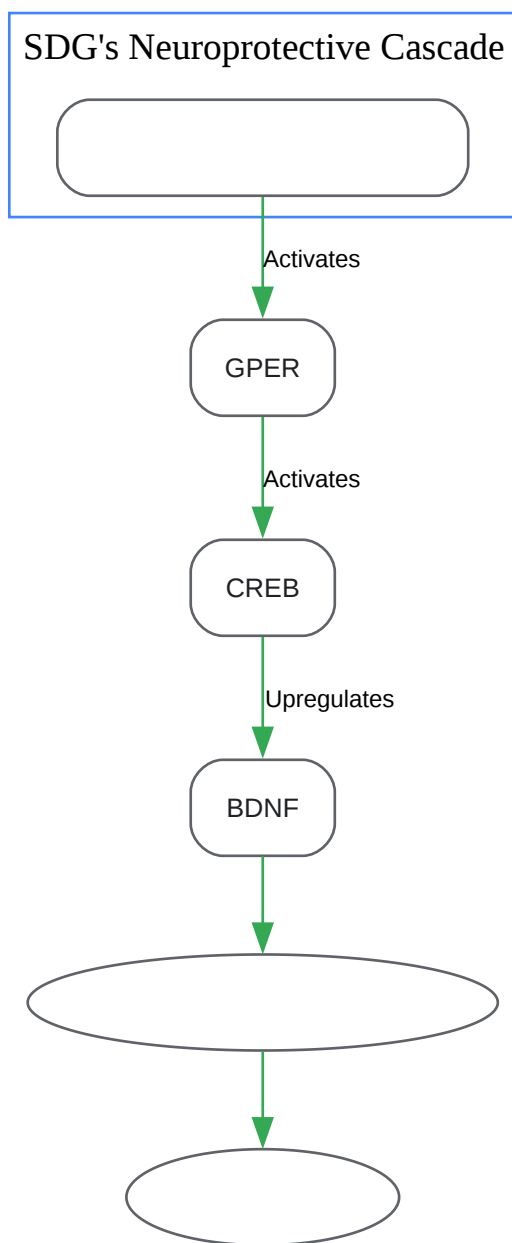 SDG's Neuroprotective Cascade
Activates
GPER
Activates
CREB
Upregulates
BDNF